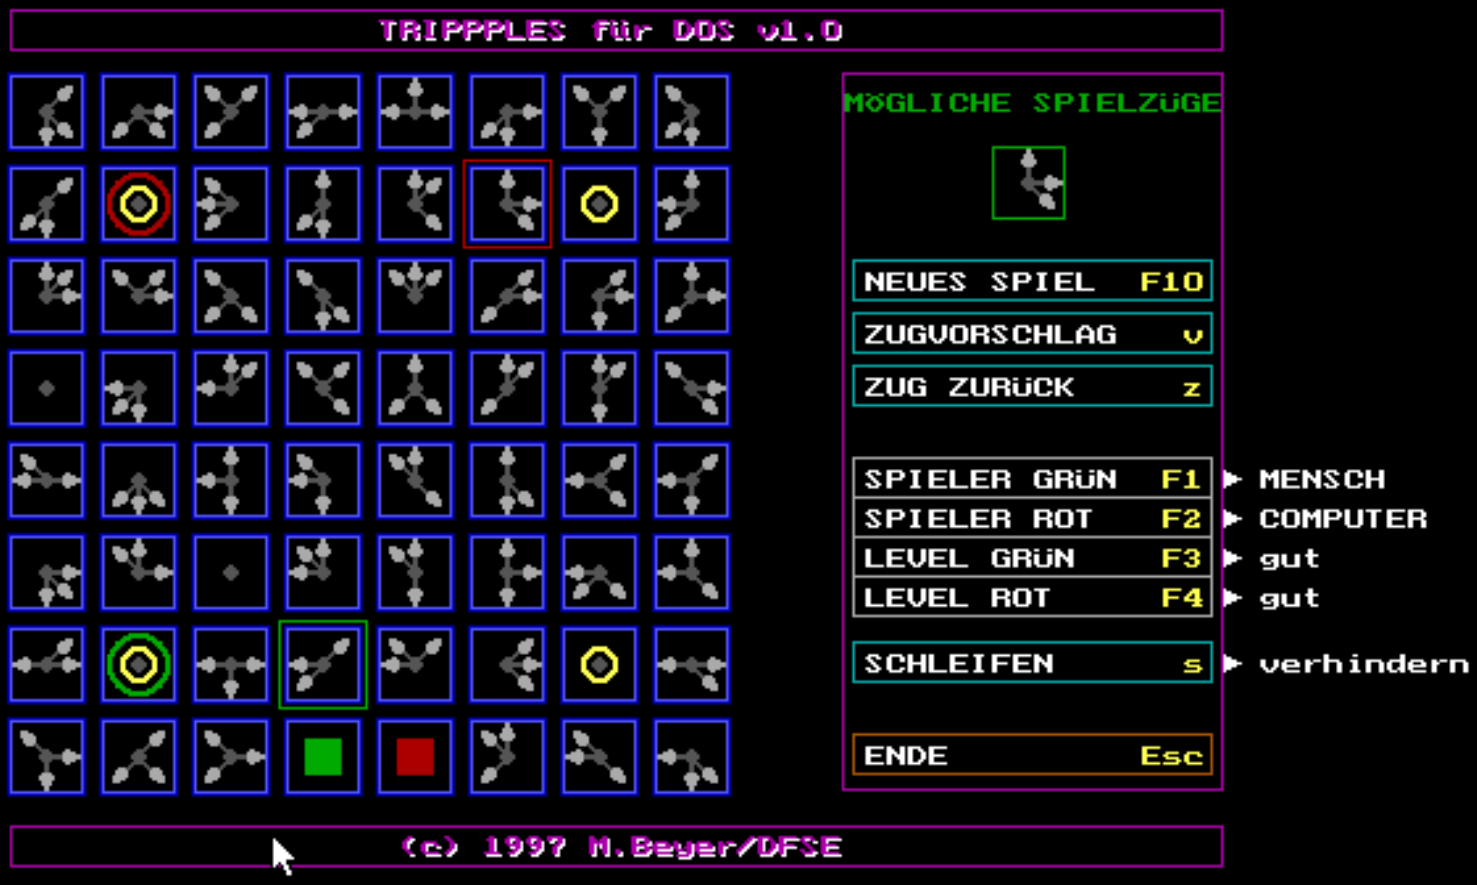 TRIPPPLES für DOS v1.0
MÖGLICHE SPIELZÜGE
NEUES SPIEL F10
ZUGVORSCHLAG v
ZUG ZURÜCK z
SPIELER GRÜN F1 ► MENSCH
SPIELER ROT F2 ► COMPUTER
LEVEL GRÜN F3 ► gut
LEVEL ROT F4 ► gut
SCHLEIFEN s ► verhindern
ENDE Esc
(c) 1997 M.Beyer/DFSE